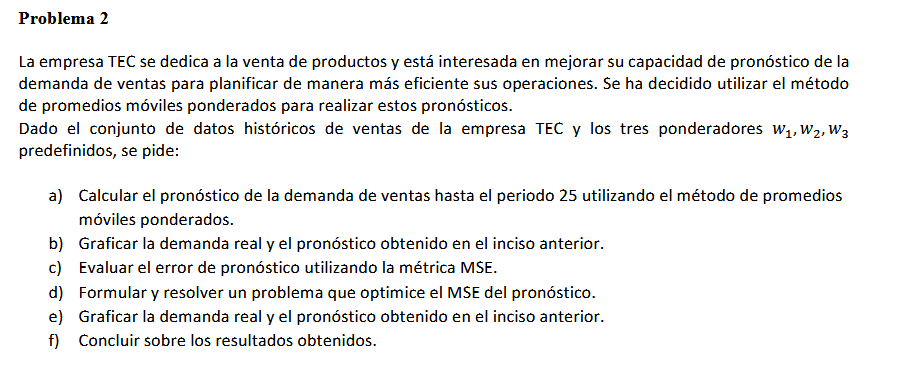 Problema 2
La empresa TEC se dedica a la venta de productos y está interesada en mejorar su capacidad de pronóstico de la
demanda de ventas para planificar de manera más eficiente sus operaciones. Se ha decidido utilizar el método
de promedios móviles ponderados para realizar estos pronósticos.
Dado el conjunto de datos históricos de ventas de la empresa TEC y los tres ponderadores w₁, w₂, w₃
predefinidos, se pide:
a) Calcular el pronóstico de la demanda de ventas hasta el periodo 25 utilizando el método de promedios
móviles ponderados.
b) Graficar la demanda real y el pronóstico obtenido en el inciso anterior.
c) Evaluar el error de pronóstico utilizando la métrica MSE.
d) Formular y resolver un problema que optimice el MSE del pronóstico.
e) Graficar la demanda real y el pronóstico obtenido en el inciso anterior.
f) Concluir sobre los resultados obtenidos.